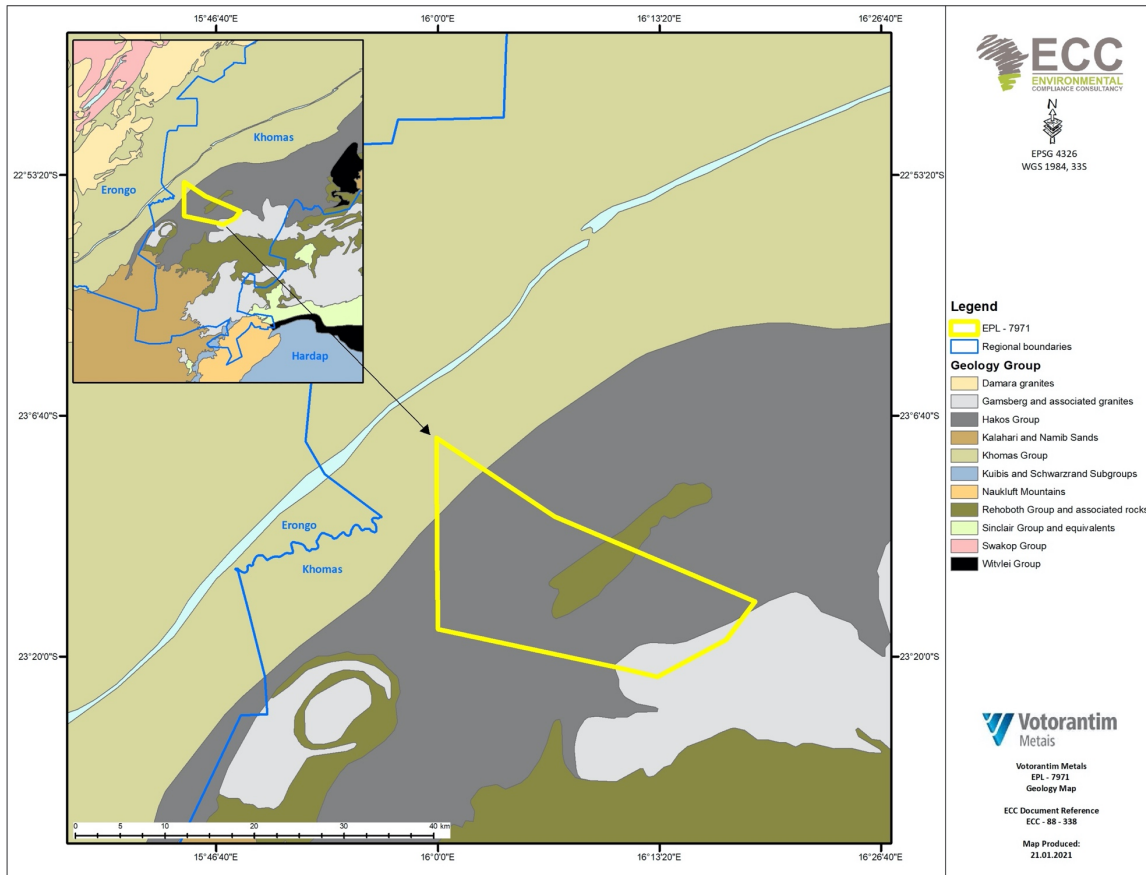 15°46'40"E
16°0'0"E
16°13'20"E
16°26'40"E
22°53'20"S
23°6'40"S
23°20'0"S
22°53'20"S
23°6'40"S
23°20'0"S
Khomas
Erongo
Hardap
Erongo
Khomas
0 5 10 20 30 40 km
15°46'40"E
16°0'0"E
16°13'20"E
16°26'40"E
ECC
ENVIRONMENTAL
COMPLIANCE CONSULTANCY
N
EPSG 4326
WGS 1984, 33S
Legend
EPL - 7971
Regional boundaries
Geology Group
Damara granites
Gamsberg and associated granites
Hakos Group
Kalahari and Namib Sands
Khomas Group
Kuibis and Schwarzrand Subgroups
Naukluft Mountains
Rehoboth Group and associated rocks
Sinclair Group and equivalents
Swakop Group
Witvlei Group
Votorantim
Metais
Votorantim Metals
EPL - 7971
Geology Map
ECC Document Reference
ECC - 88 - 338
Map Produced:
21.01.2021